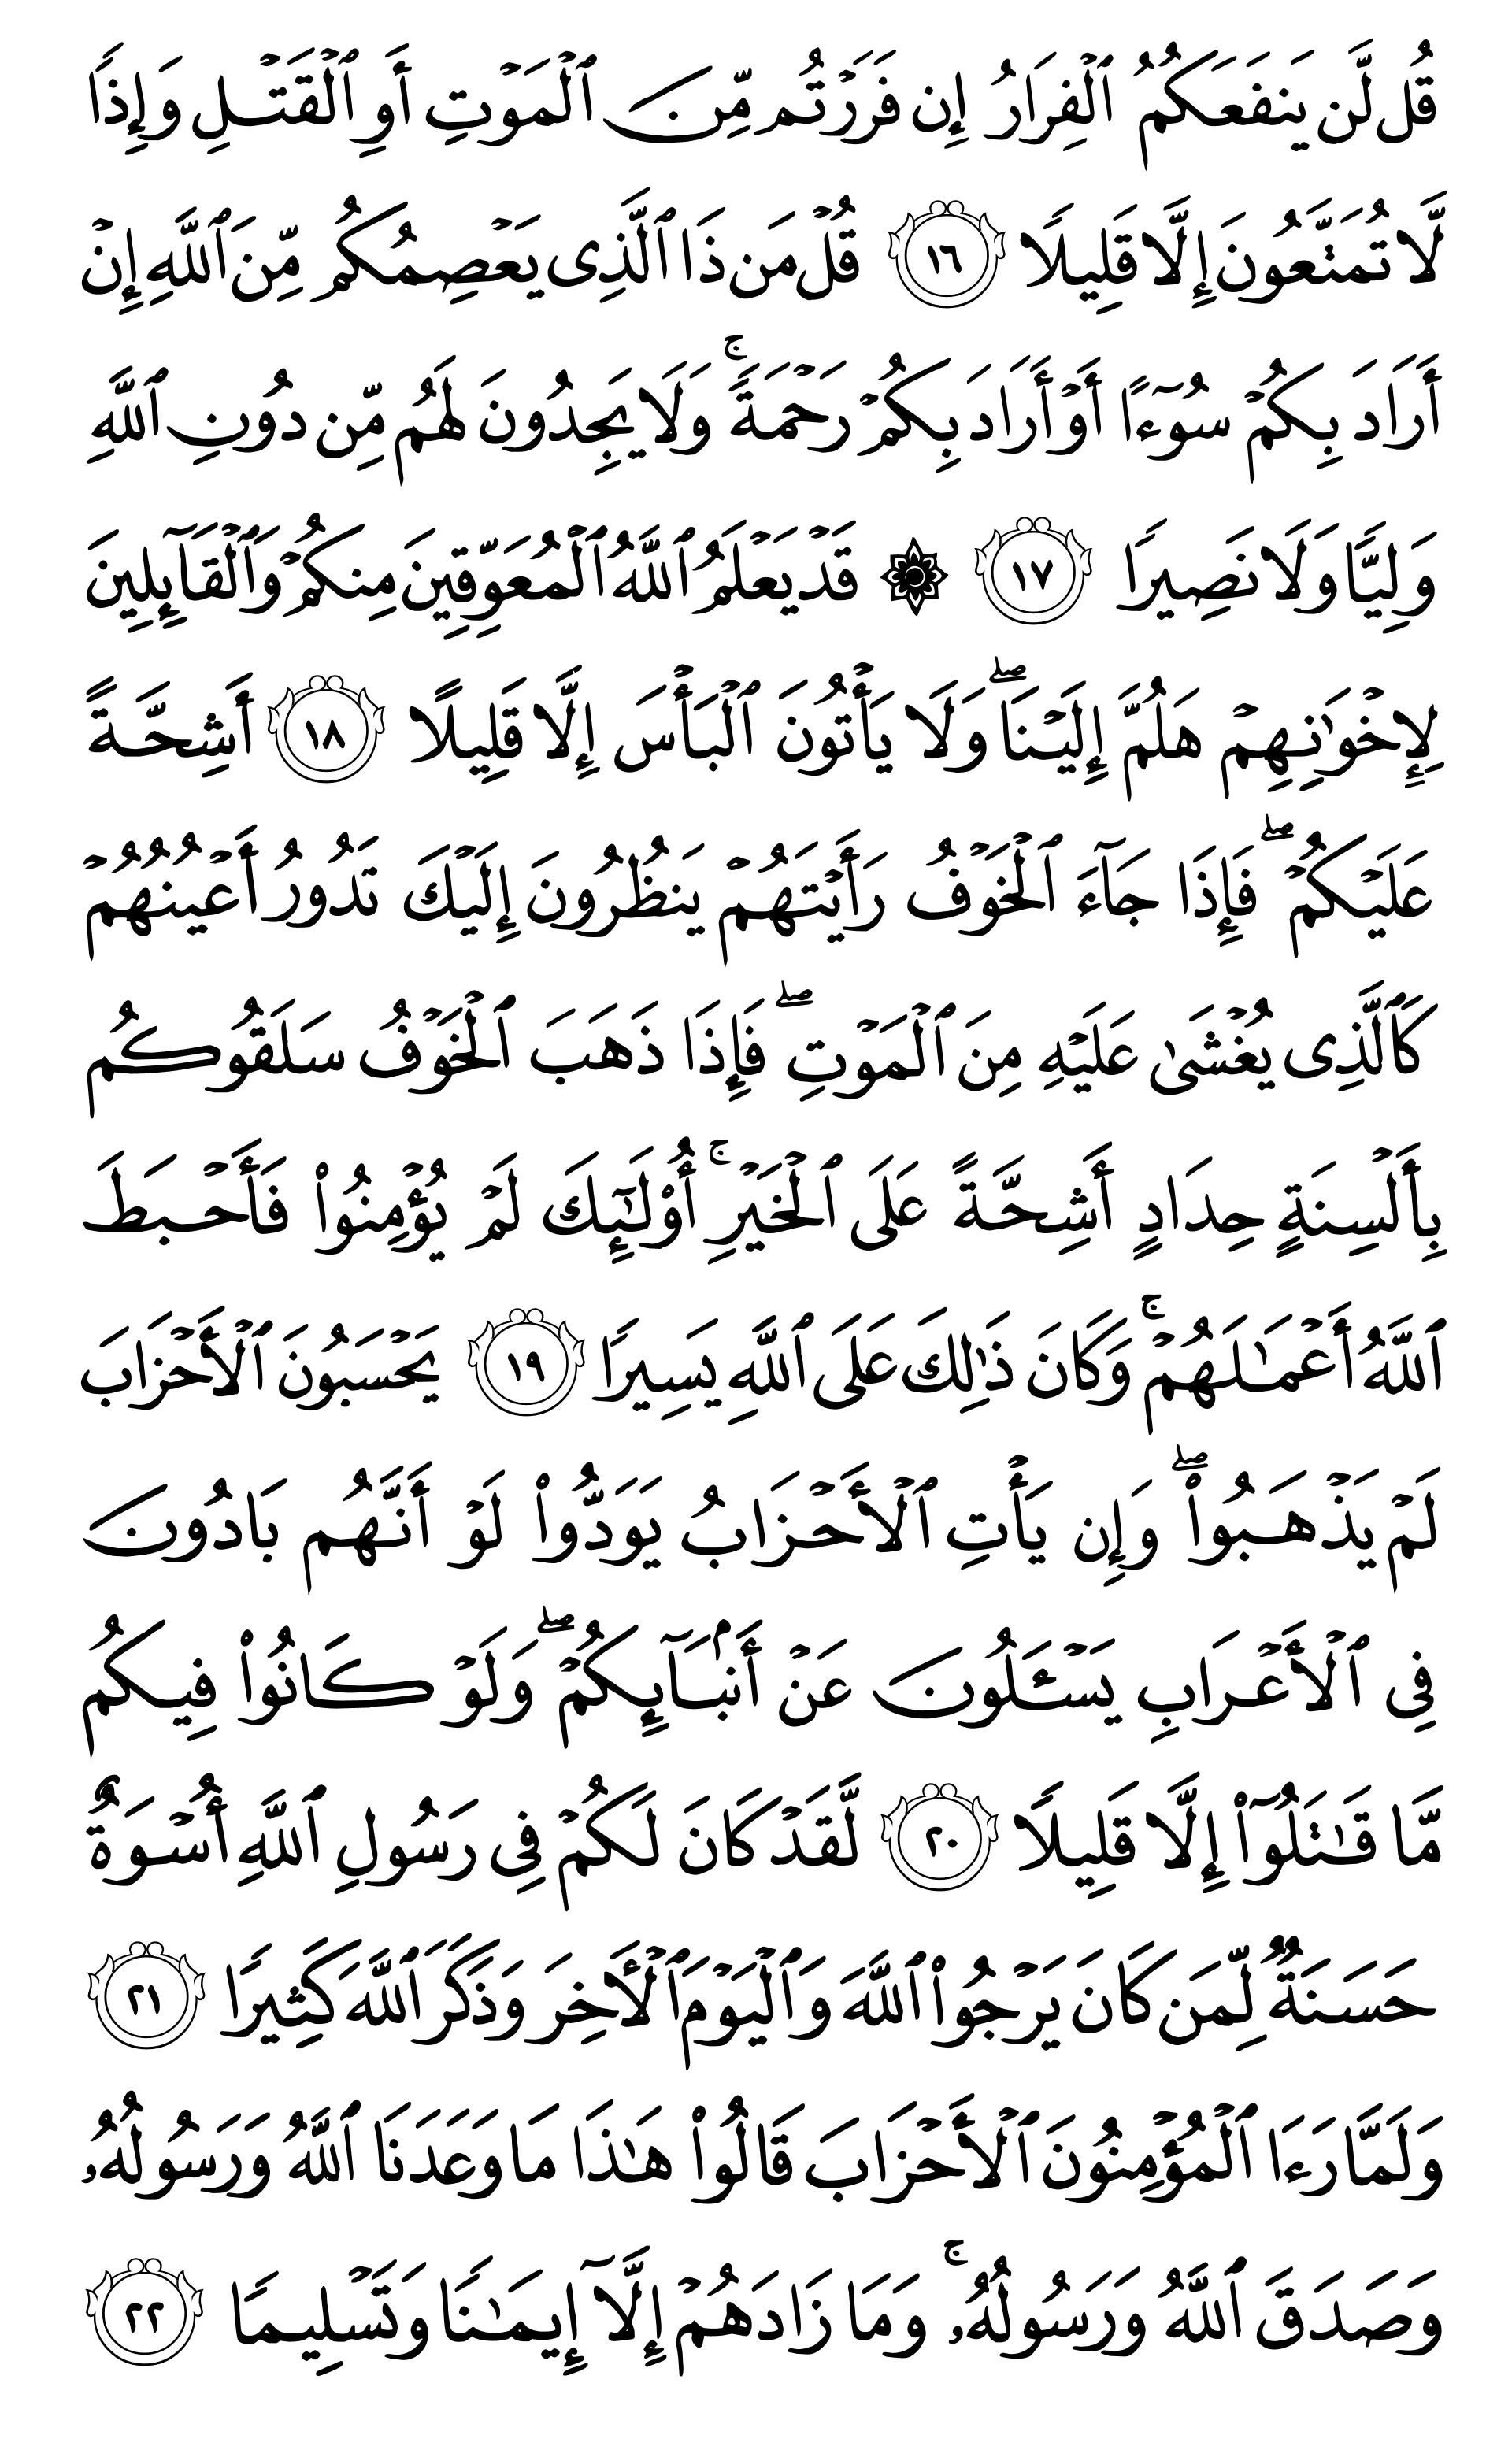 قُل لَّن يَنفَعَكُمُ ٱلْفِرَارُ إِن فَرَرْتُم مِّنَ ٱلْمَوْتِ أَوِ ٱلْقَتْلِ وَإِذًا
لَّا تُمَتَّعُونَ إِلَّا قَلِيلًا ١٦ قُلْ مَن ذَا ٱلَّذِى يَعْصِمُكُم مِّنَ ٱللَّهِ إِنْ
أَرَادَ بِكُمْ سُوٓءًا أَوْ أَرَادَ بِكُمْ رَحْمَةً ۚ وَلَا يَجِدُونَ لَهُم مِّن دُونِ ٱللَّهِ
وَلِيًّا وَلَا نَصِيرًا ١٧ ۞ قَدْ يَعْلَمُ ٱللَّهُ ٱلْمُعَوِّقِينَ مِنكُمْ وَٱلْقَآئِلِينَ
لِإِخْوَٰنِهِمْ هَلُمَّ إِلَيْنَا ۖ وَلَا يَأْتُونَ ٱلْبَأْسَ إِلَّا قَلِيلًا ١٨ أَشِحَّةً
عَلَيْكُمْ ۖ فَإِذَا جَآءَ ٱلْخَوْفُ رَأَيْتَهُمْ يَنظُرُونَ إِلَيْكَ تَدُورُ أَعْيُنُهُمْ
كَٱلَّذِى يُغْشَىٰ عَلَيْهِ مِنَ ٱلْمَوْتِ ۖ فَإِذَا ذَهَبَ ٱلْخَوْفُ سَلَقُوكُم
بِأَلْسِنَةٍ حِدَادٍ أَشِحَّةً عَلَى ٱلْخَيْرِ ۚ أُو۟لَٰٓئِكَ لَمْ يُؤْمِنُوا۟ فَأَحْبَطَ
ٱللَّهُ أَعْمَٰلَهُمْ ۚ وَكَانَ ذَٰلِكَ عَلَى ٱللَّهِ يَسِيرًا ١٩ يَحْسَبُونَ ٱلْأَحْزَابَ
لَمْ يَذْهَبُوا۟ ۖ وَإِن يَأْتِ ٱلْأَحْزَابُ يَوَدُّوا۟ لَوْ أَنَّهُم بَادُونَ
فِى ٱلْأَعْرَابِ يَسْـَٔلُونَ عَنْ أَنۢبَآئِكُمْ ۖ وَلَوْ كَانُوا۟ فِيكُم
مَّا قَٰتَلُوٓا۟ إِلَّا قَلِيلًا ٢٠ لَّقَدْ كَانَ لَكُمْ فِى رَسُولِ ٱللَّهِ أُسْوَةٌ
حَسَنَةٌ لِّمَن كَانَ يَرْجُوا۟ ٱللَّهَ وَٱلْيَوْمَ ٱلْأَخِرَ وَذَكَرَ ٱللَّهَ كَثِيرًا ٢١
وَلَمَّا رَءَا ٱلْمُؤْمِنُونَ ٱلْأَحْزَابَ قَالُوا۟ هَٰذَا مَا وَعَدَنَا ٱللَّهُ وَرَسُولُهُۥ
وَصَدَقَ ٱللَّهُ وَرَسُولُهُۥ ۚ وَمَا زَادَهُمْ إِلَّآ إِيمَٰنًا وَتَسْلِيمًا ٢٢